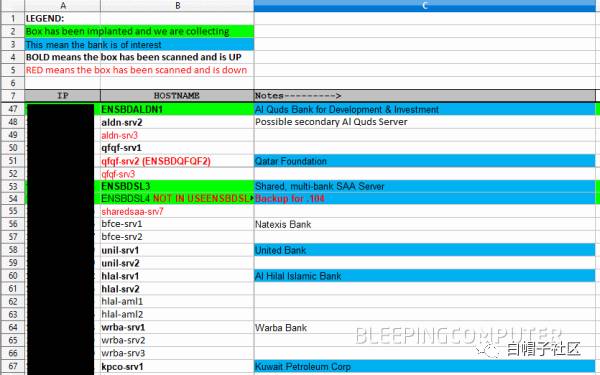 A B C
1 LEGEND:
2 Box has been implanted and we are collecting
3 This mean the bank is of interest
4 BOLD means the box has been scanned and is UP
5 RED means the box has been scanned and is down
6
7 IP HOSTNAME Notes--------->
47 ENSBDALDN1 Al Quds Bank for Development & Investment
48 aldn-srv2 Possible secondary Al Quds Server
49 aldn-srv3
50 qfqf-srv1
51 qfqf-srv2 (ENSBDQFQF2) Qatar Foundation
52 qfqf-srv3
53 ENSBDSL3 Shared, multi-bank SAA Server
54 ENSBDSL4 NOT IN USEENSBDSL Backup for .104
55 sharedsaa-srv7
56 bfce-srv1 Natexis Bank
57 bfce-srv2
58 unil-srv1 United Bank
59 unil-srv2
60 hlal-srv1 Al Hilal Islamic Bank
61 hlal-srv2
62 hlal-aml1
63 hlal-aml2
64 wrba-srv1 Warba Bank
65 wrba-srv2
66 wrba-srv3
67 kpco-srv1 Kuwait Petroleum Corp
BLEEPINGCOMPUTER
白帽子社区